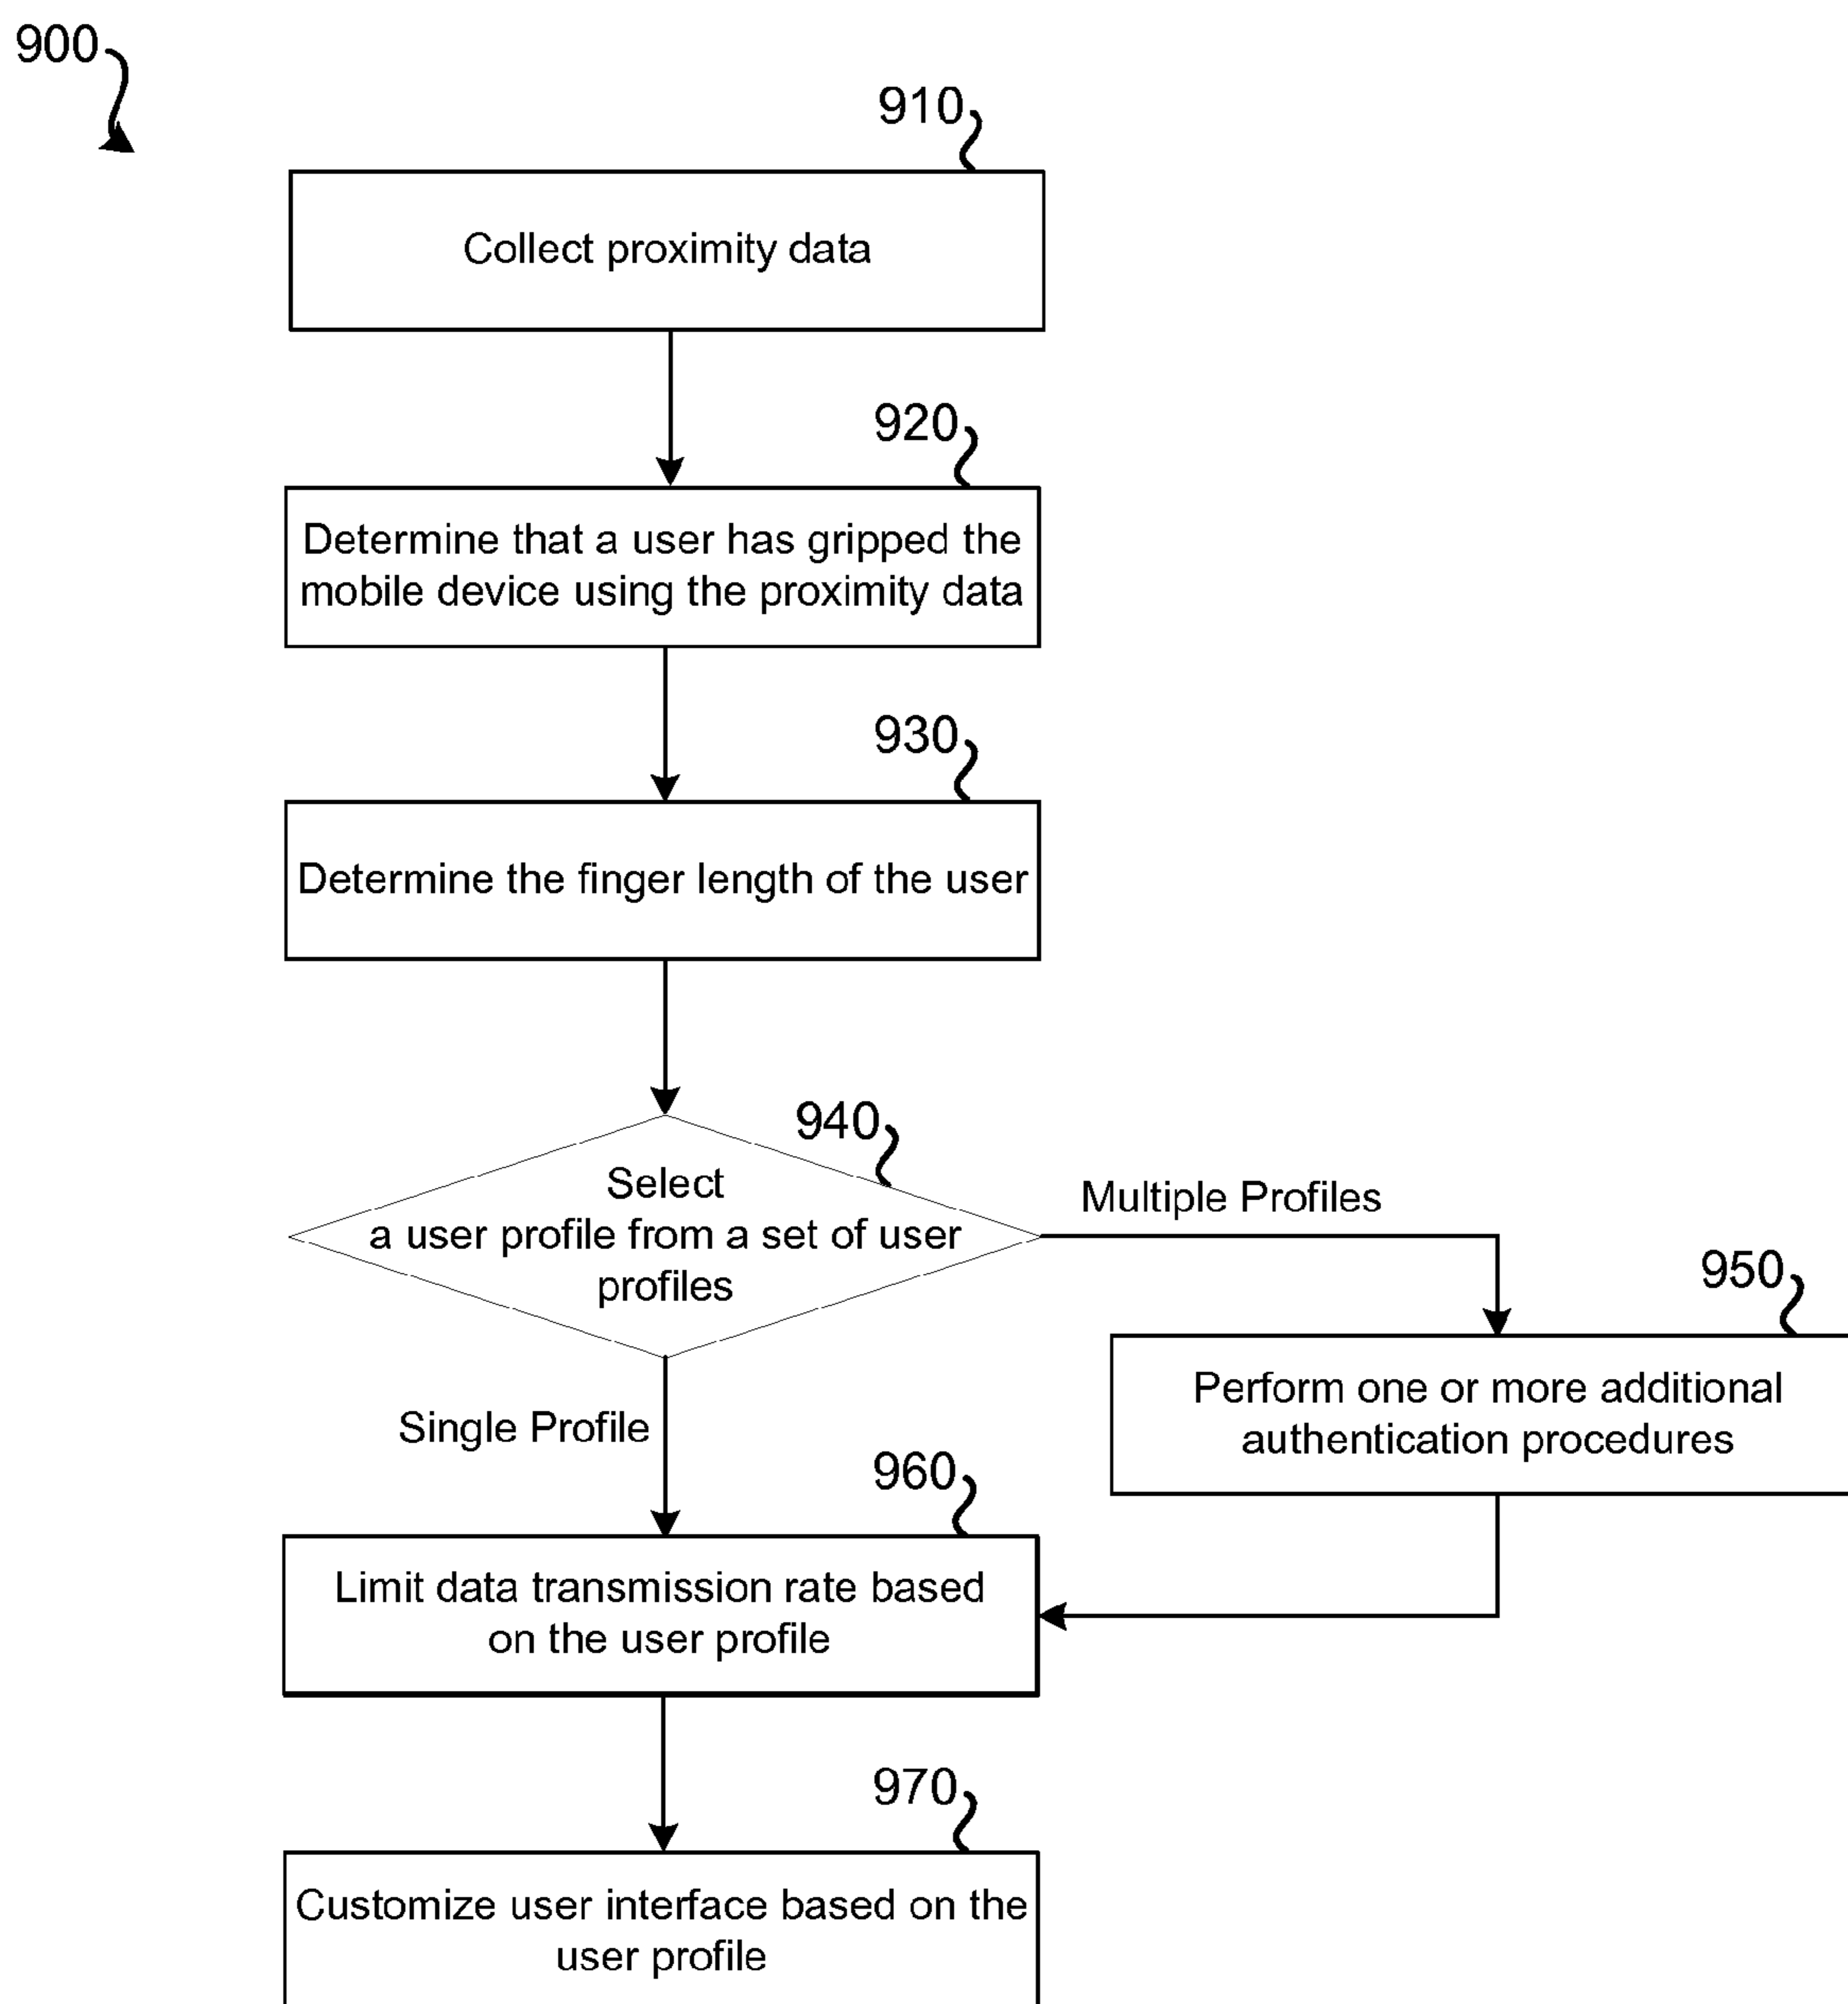 900
910
Collect proximity data
920
Determine that a user has gripped the
mobile device using the proximity data
930
Determine the finger length of the user
940
Select
a user profile from a set of user
profiles
Multiple Profiles
950
Perform one or more additional
authentication procedures
Single Profile
960
Limit data transmission rate based
on the user profile
970
Customize user interface based on the
user profile